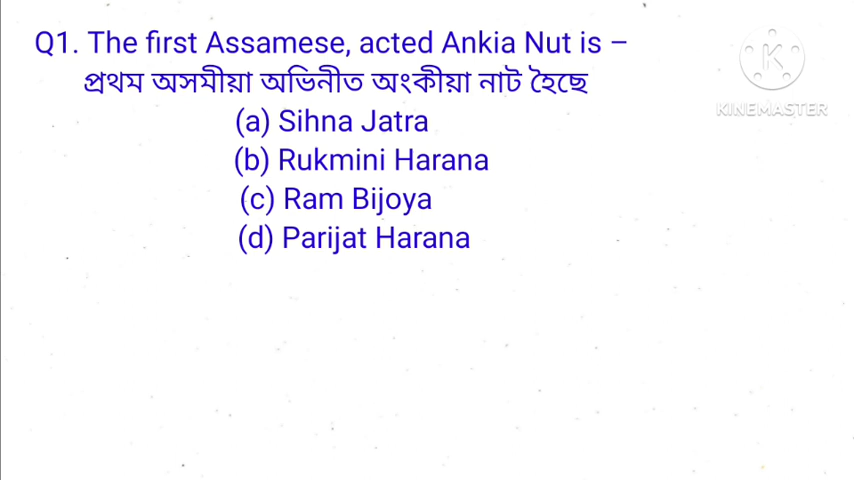 Q1. The first Assamese, acted Ankia Nut is –
প্ৰথম অসমীয়া অভিনীত অংকীয়া নাট হৈছে
(a) Sihna Jatra
(b) Rukmini Harana
(c) Ram Bijoya
(d) Parijat Harana
KINEMASTER